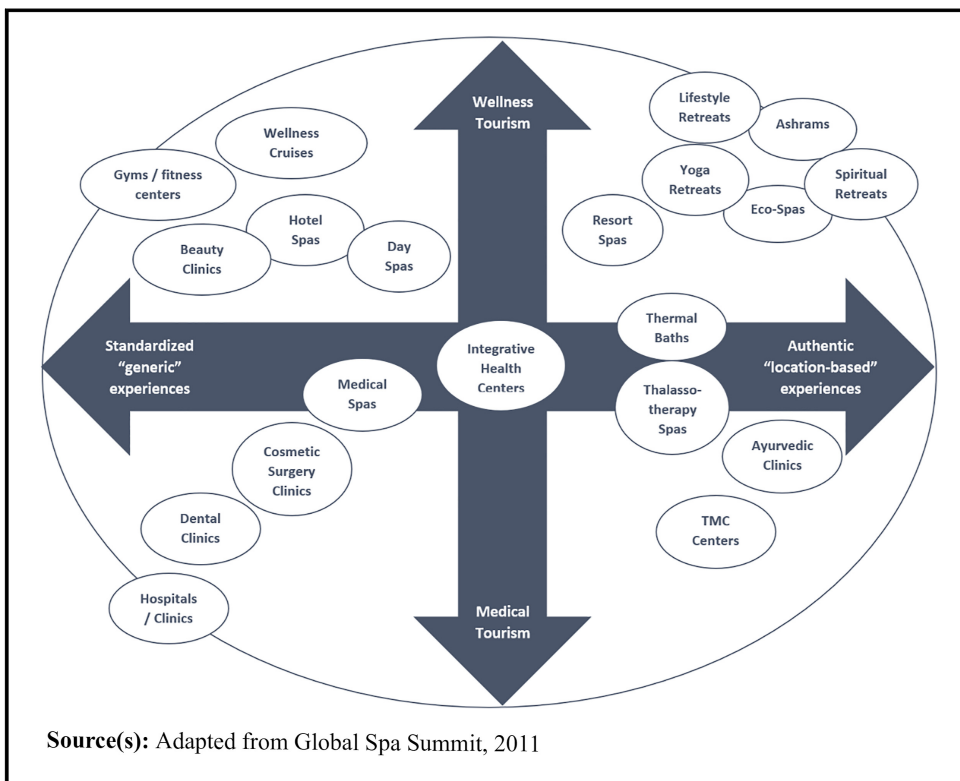 Wellness
Tourism
Lifestyle
Retreats
Ashrams
Wellness
Cruises
Gyms / fitness
centers
Yoga
Retreats
Spiritual
Retreats
Eco-Spas
Hotel
Spas
Resort
Spas
Beauty
Clinics
Day
Spas
Standardized
"generic"
experiences
Integrative
Health
Centers
Thermal
Baths
Authentic
"location-based"
experiences
Medical
Spas
Thalasso-
therapy
Spas
Cosmetic
Surgery
Clinics
Ayurvedic
Clinics
Dental
Clinics
TMC
Centers
Hospitals
/ Clinics
Medical
Tourism
Source(s): Adapted from Global Spa Summit, 2011